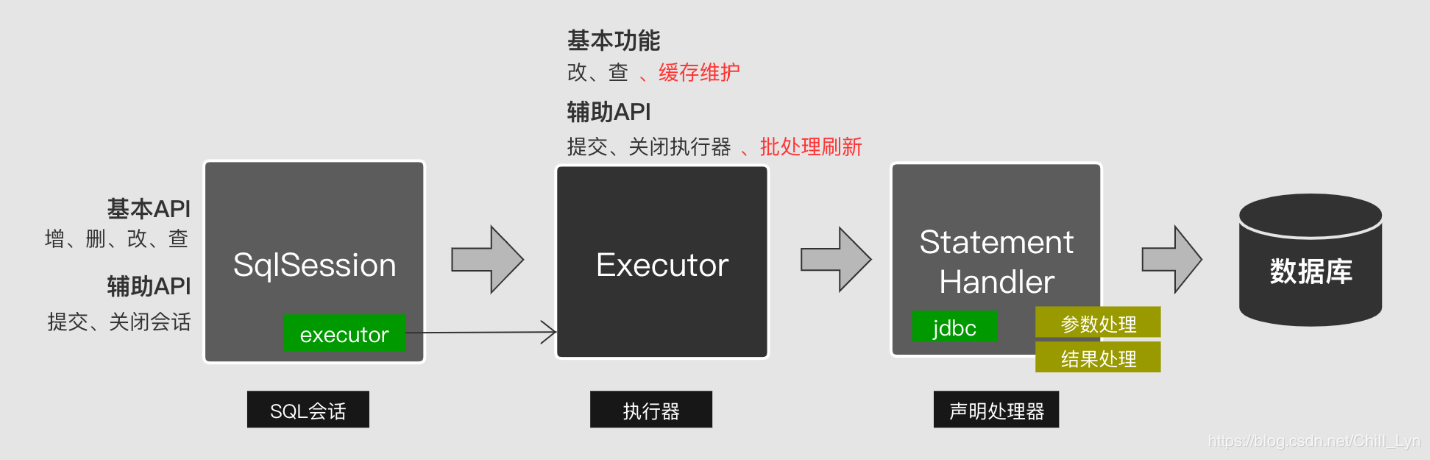 基本功能
改、查 、缓存维护
辅助API
提交、关闭执行器 、批处理刷新
基本API
增、删、改、查
辅助API
提交、关闭会话
SqlSession
executor
Executor
Statement
Handler
jdbc
参数处理
结果处理
数据库
SQL会话
执行器
声明处理器
https://blog.csdn.net/Chill_Lyn